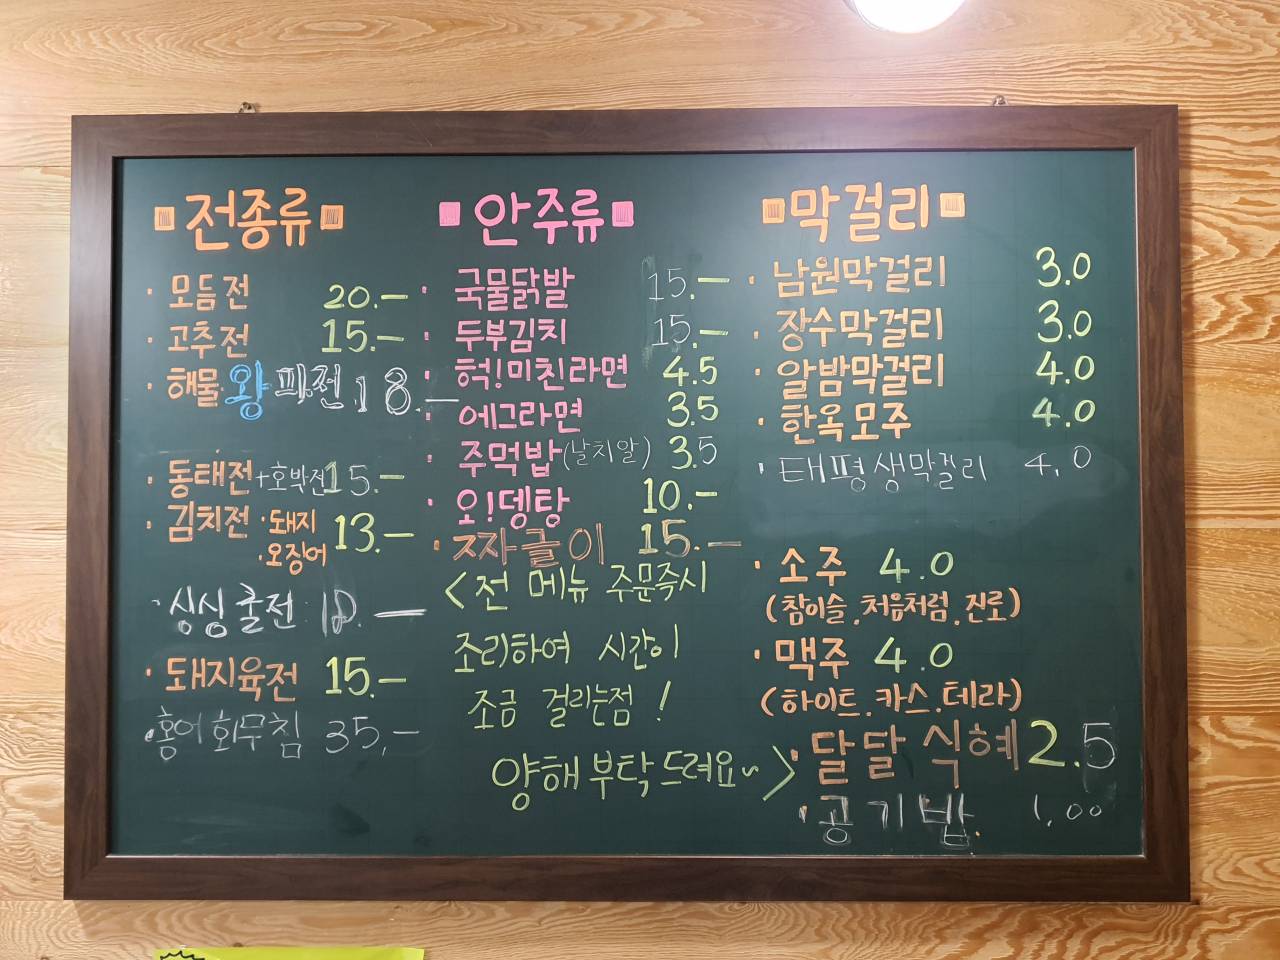 전종류
모듬전 20.-
고추전 15.-
해물·왕파전 18.-
동태전+호박전 15.-
김치전 ·돼지 13.-
·오징어
싱싱굴전
돼지육전 15.-
홍어회무침 35,-
안주류
국물닭발 15.-
두부김치 15.-
헉!미친라면 4.5
에그라면 3.5
주먹밥(날치알) 3.5
오!뎅탕 10.-
짜글이 15.-
<전 메뉴 주문즉시
조리하여 시간이
조금 걸리는점!
양해 부탁드려요~>
막걸리
남원막걸리 3.0
장수막걸리 3.0
알밤막걸리 4.0
한옥모주 4.0
태평생막걸리 4.0
소주 4.0
(참이슬.처음처럼.진로)
맥주 4.0
(하이트.카스.테라)
달달식혜 2.5
공기밥. 1.00